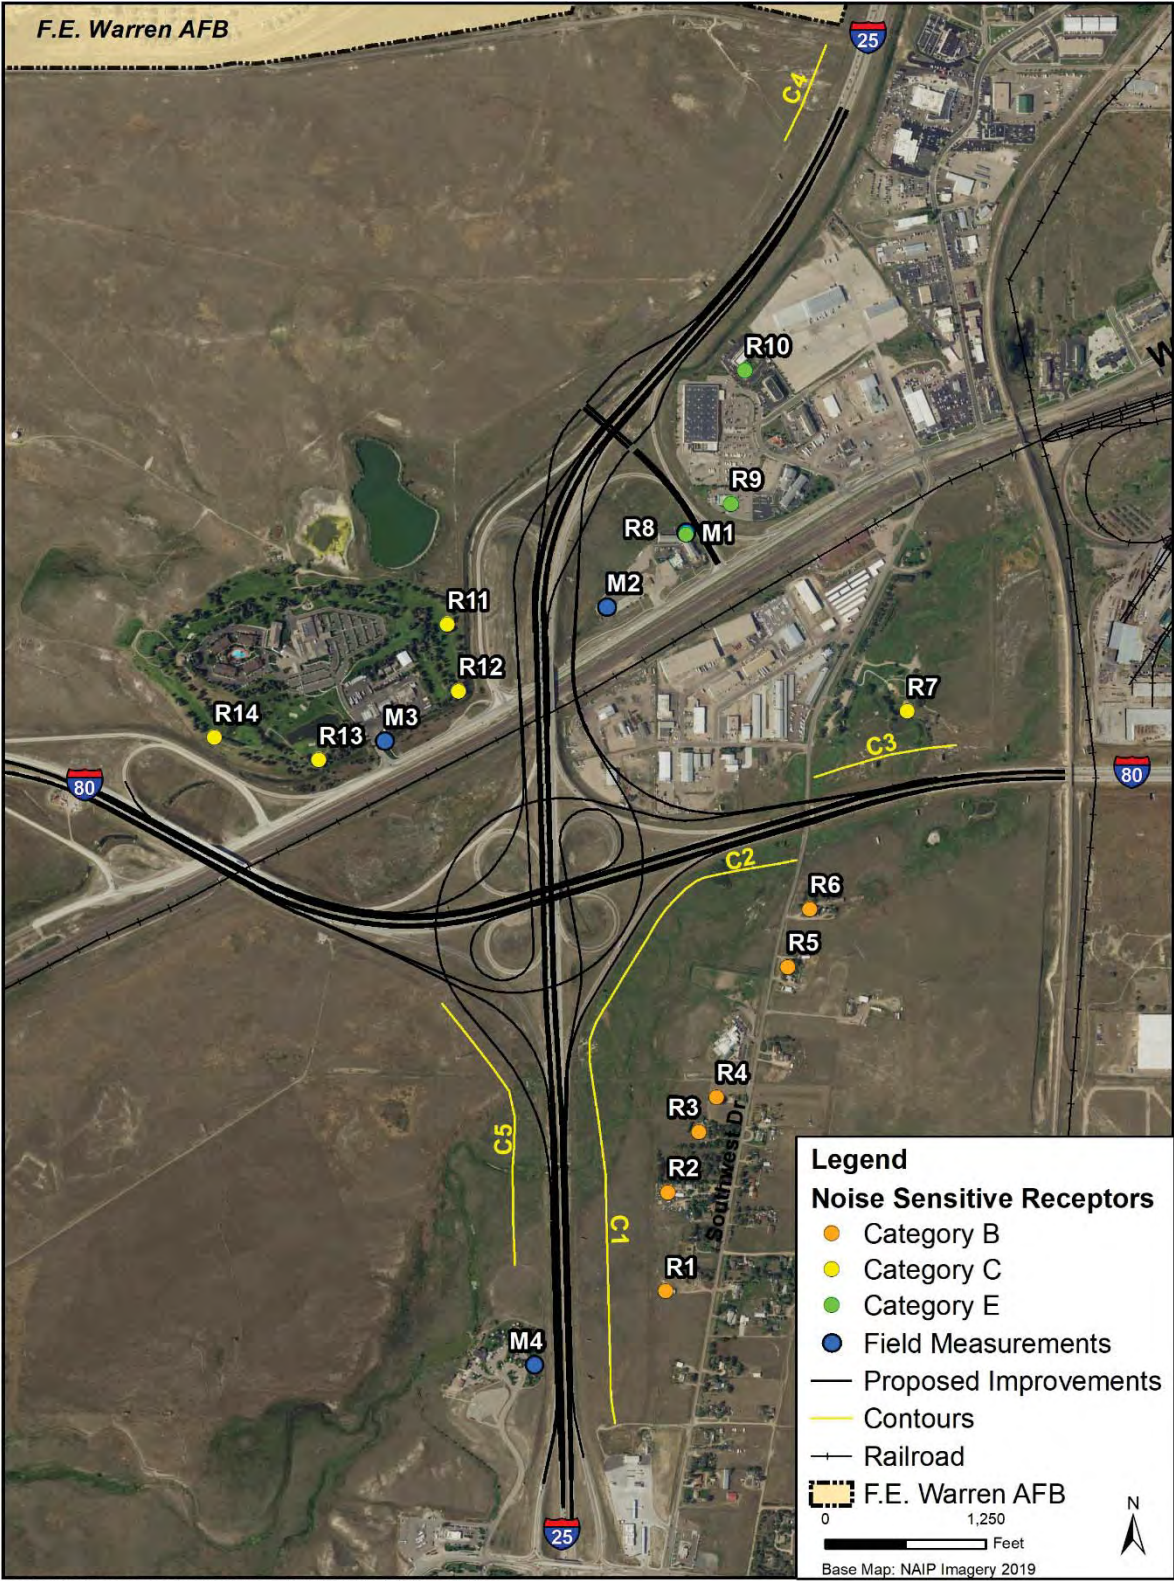 F.E. Warren AFB
25
C4
R10
W
R9
R8
M1
M2
R11
R12
R7
R14
M3
R13
C3
80
80
C2
R6
R5
R4
R3
C5
Southwest Dr
R2
C1
R1
M4
25
Legend
Noise Sensitive Receptors
Category B
Category C
Category E
Field Measurements
Proposed Improvements
Contours
Railroad
F.E. Warren AFB
0 1,250
Feet
N
Base Map: NAIP Imagery 2019